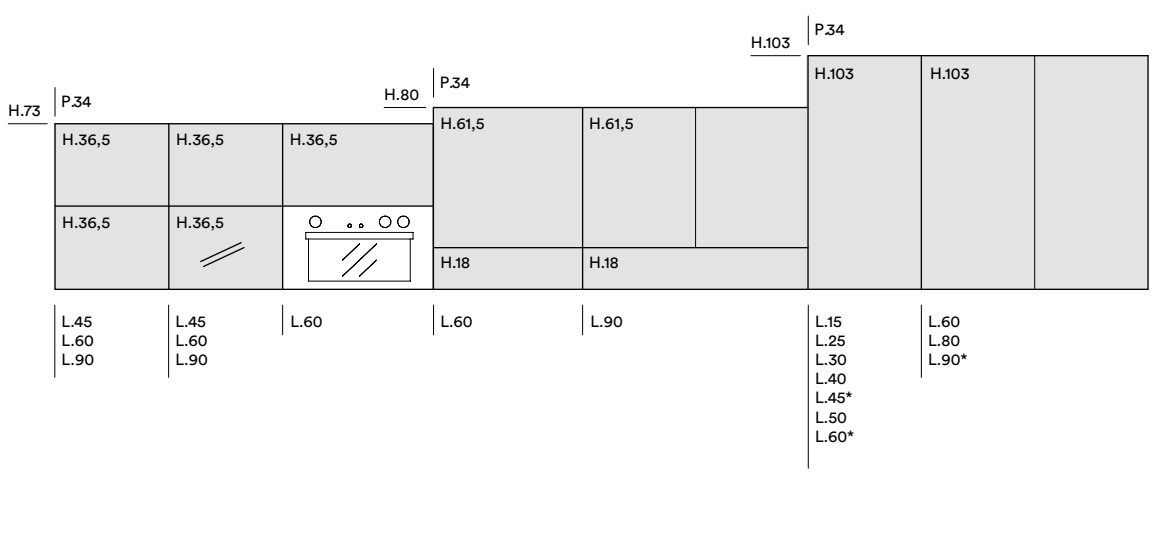 P.34
H.103
H.103
H.103
P.34
H.80
H.61,5
H.61,5
P.34
H.73
H.36,5
H.36,5
H.36,5
H.36,5
H.36,5
H.18
H.18
L.45
L.60
L.90
L.45
L.60
L.90
L.60
L.60
L.90
L.15
L.25
L.30
L.40
L.45*
L.50
L.60*
L.60
L.80
L.90*